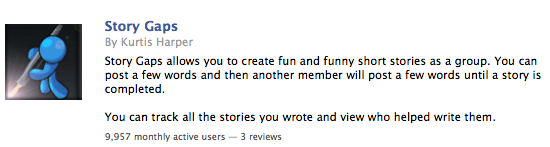 Story Gaps
By Kurtis Harper
Story Gaps allows you to create fun and funny short stories as a group. You can
post a few words and then another member will post a few words until a story is
completed.
You can track all the stories you wrote and view who helped write them.
9,957 monthly active users — 3 reviews